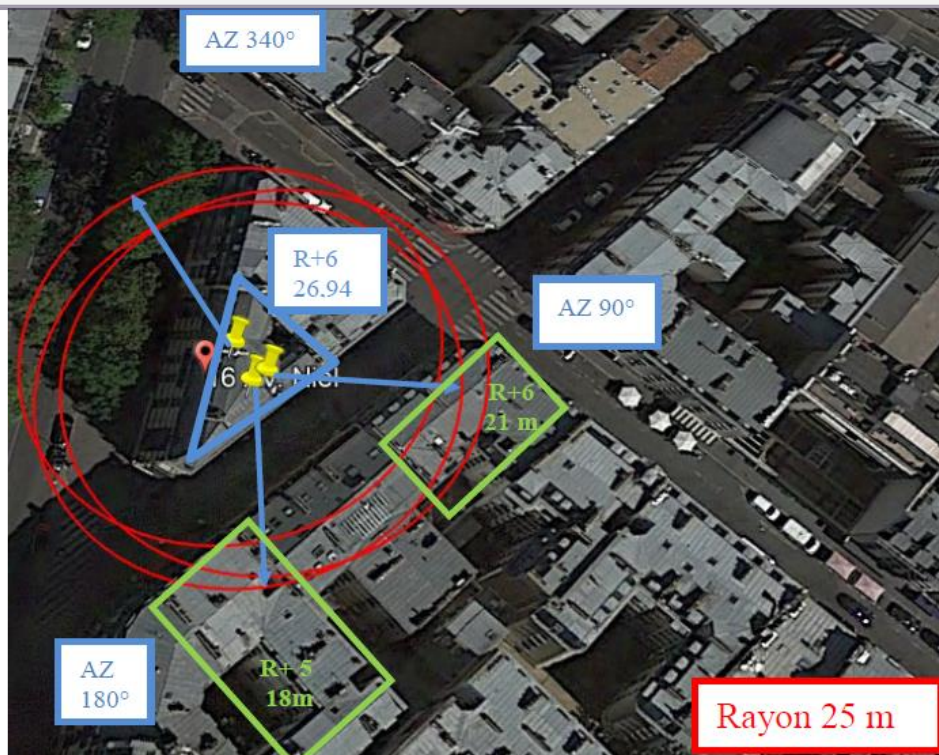 AZ 340°
R+6
26.94
AZ 90°
16 Av. Niel
R+6
21 m
R+ 5
18m
AZ
180°
Rayon 25 m